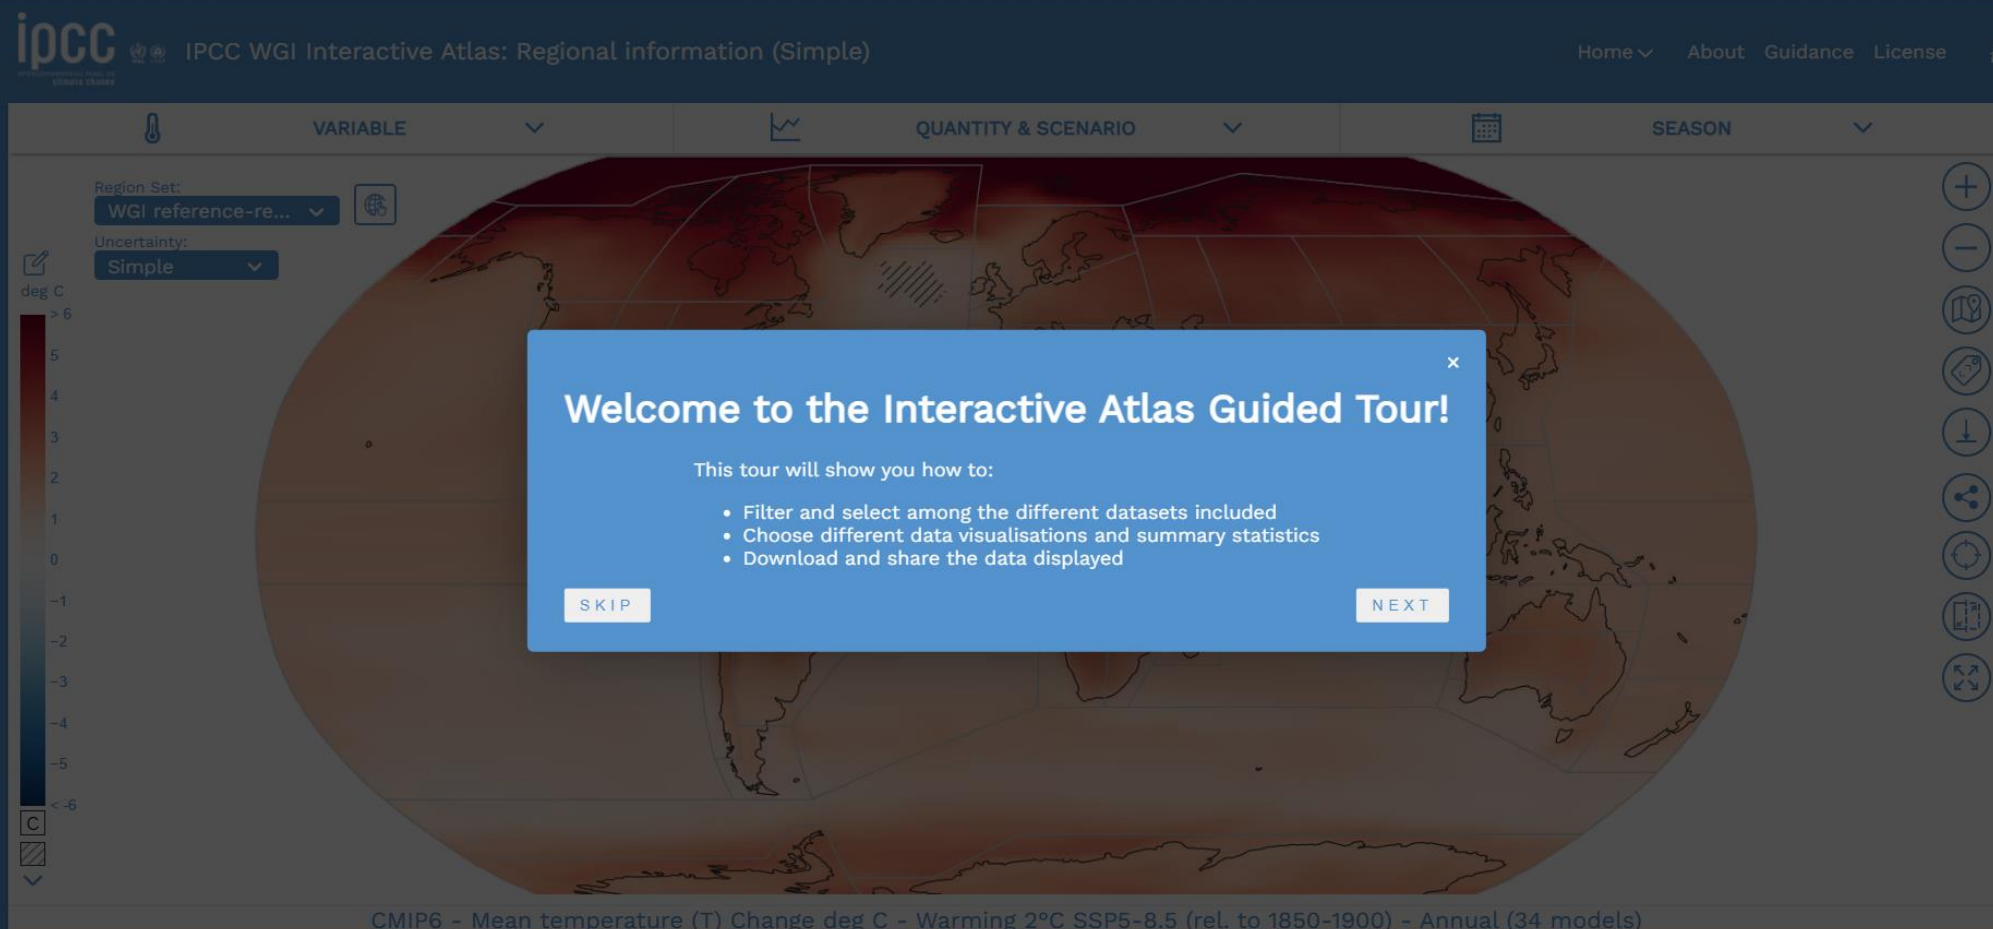 ipcc
climate change
IPCC WGI Interactive Atlas: Regional information (Simple)
Home
About
Guidance
License
VARIABLE
QUANTITY & SCENARIO
SEASON
Region Set:
WGI reference-re...
Uncertainty:
Simple
deg C
> 6
5
4
3
2
1
0
−1
−2
−3
−4
−5
< -6
C
×
Welcome to the Interactive Atlas Guided Tour!
This tour will show you how to:
• Filter and select among the different datasets included
• Choose different data visualisations and summary statistics
• Download and share the data displayed
SKIP
NEXT
CMIP6 - Mean temperature (T) Change deg C - Warming 2°C SSP5-8.5 (rel. to 1850-1900) - Annual (34 models)